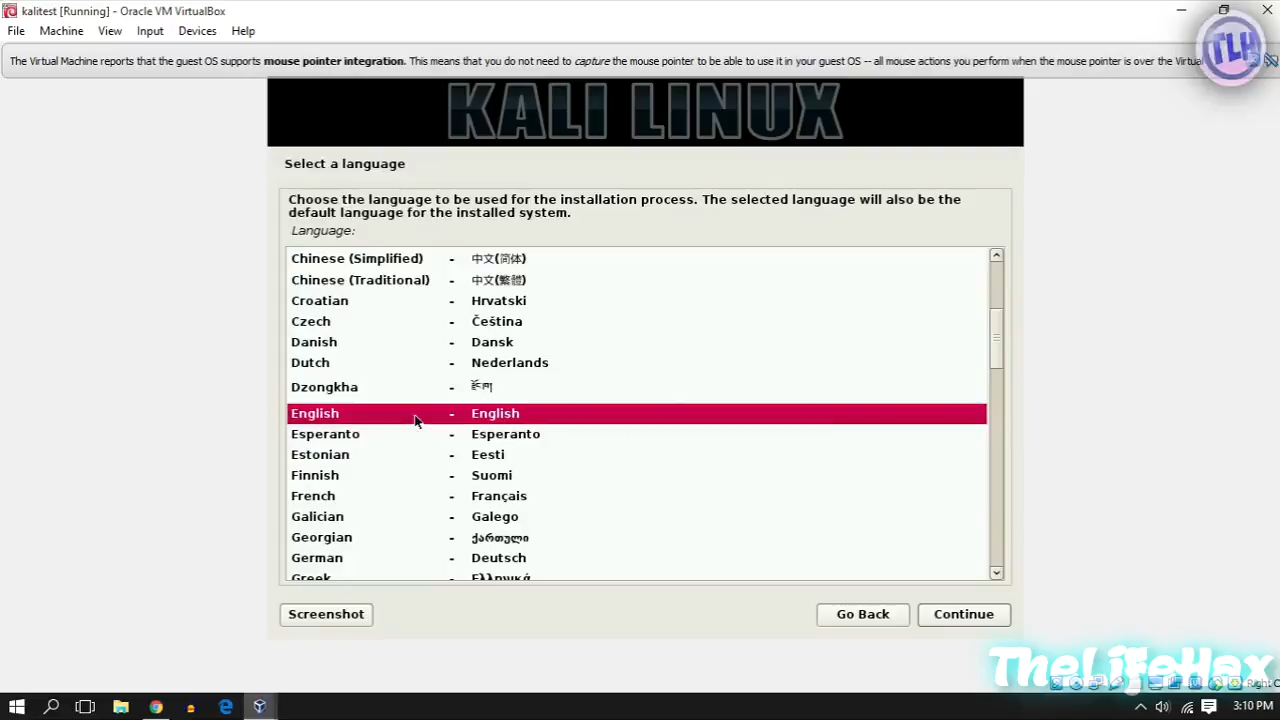 kalitest [Running] - Oracle VM VirtualBox
File Machine View Input Devices Help
The Virtual Machine reports that the guest OS supports mouse pointer integration. This means that you do not need to capture the mouse pointer to be able to use it in your guest OS -- all mouse actions you perform when the mouse pointer is over the
TLH
KALI LINUX
Select a language
Choose the language to be used for the installation process. The selected language will also be the
default language for the installed system.
Language:
Chinese (Simplified) - 中文(简体)
Chinese (Traditional) - 中文(繁體)
Croatian - Hrvatski
Czech - Čeština
Danish - Dansk
Dutch - Nederlands
Dzongkha - རྫོང་ཁ།
English - English
Esperanto - Esperanto
Estonian - Eesti
Finnish - Suomi
French - Français
Galician - Galego
Georgian - ქართული
German - Deutsch
Greek - Ελληνικά
Screenshot Go Back Continue
TheLifeHax
Right
3:10 PM